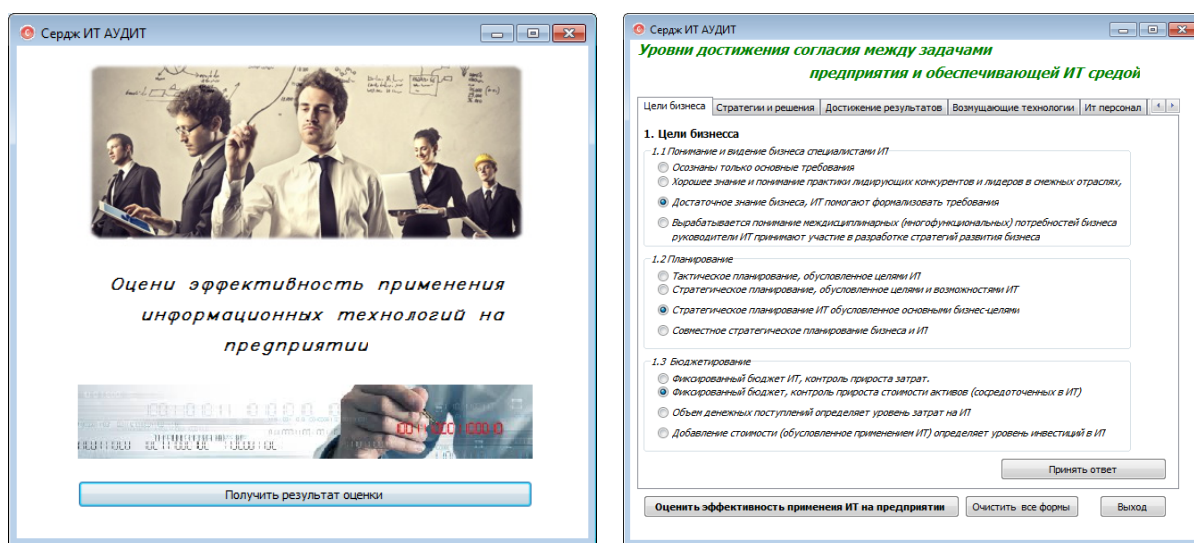 Сердж ИТ АУДИТ
Оцени эффективность применения
информационных технологий на
предприятии
Получить результат оценки
Сердж ИТ АУДИТ
Уровни достижения согласия между задачами
предприятия и обеспечивающей ИТ средой
Цели бизнеса
Стратегии и решения
Достижение результатов
Возмущающие технологии
Ит персонал
1. Цели бизнесса
1.1 Понимание и видение бизнеса специалистами ИТ
Осознаны только основные требования
Хорошее знание и понимание практики лидирующих конкурентов и лидеров в смежных отраслях,
Достаточное знание бизнеса, ИТ помогают формализовать требования
Вырабатывается понимание междисциплинарных (многофункциональных) потребностей бизнеса
руководители ИТ принимают участие в разработке стратегий развития бизнеса
1.2 Планирование
Тактическое планирование, обусловленное целями ИТ
Стратегическое планирование, обусловленное целями и возможностями ИТ
Стратегическое планирование ИТ обусловленное основными бизнес-целями
Совместное стратегическое планирование бизнеса и ИТ
1.3 Бюджетирование
Фиксированный бюджет ИТ, контроль прироста затрат.
Фиксированный бюджет, контроль прироста стоимости активов (сосредоточенных в ИТ)
Объем денежных поступлений определяет уровень затрат на ИТ
Добавление стоимости (обусловленное применением ИТ) определяет уровень инвестиций в ИТ
Принять ответ
Оценить эффективность применеия ИТ на предприятии
Очистить все формы
Выход